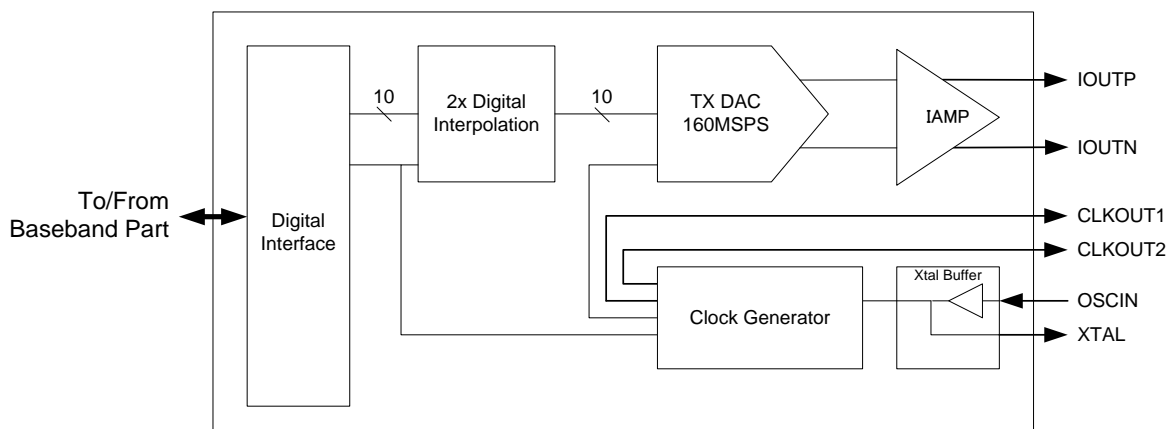 10
2x Digital
Interpolation
10
TX DAC
160MSPS
IAMP
IOUTP
IOUTN
To/From
Baseband Part
Digital
Interface
CLKOUT1
CLKOUT2
Xtal Buffer
Clock Generator
OSCIN
XTAL